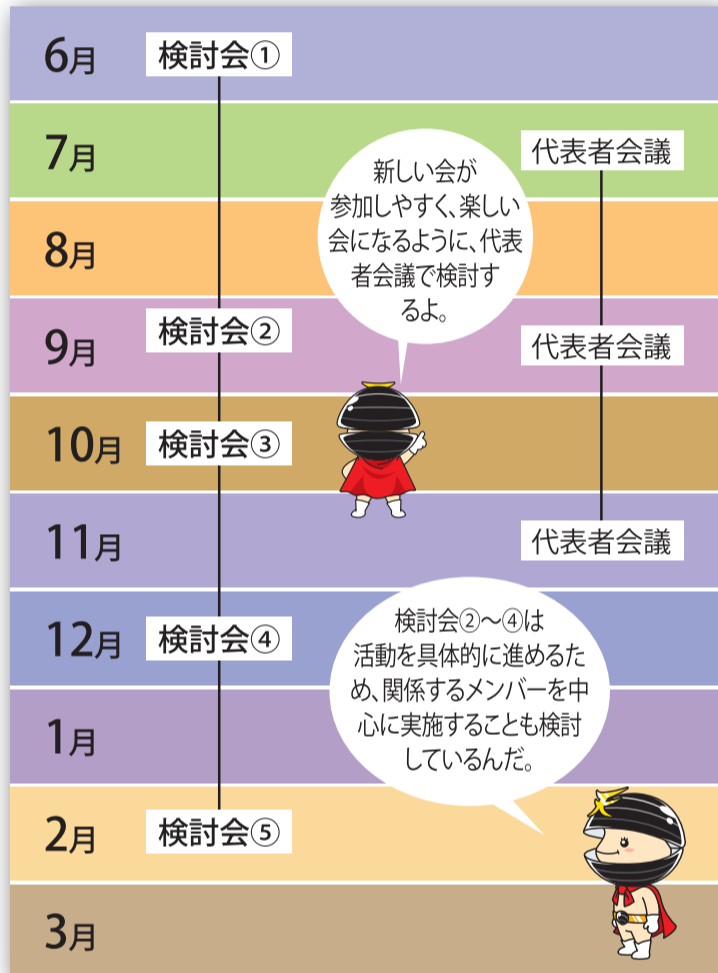 6月
検討会①
7月
代表者会議
新しい会が
参加しやすく、楽しい
会になるように、代表
者会議で検討す
るよ。
8月
9月
検討会②
代表者会議
10月
検討会③
11月
代表者会議
12月
検討会④
検討会②～④は
活動を具体的に進めるた
め、関係するメンバーを中
心に実施することも検討
しているんだ。
1月
2月
検討会⑤
3月